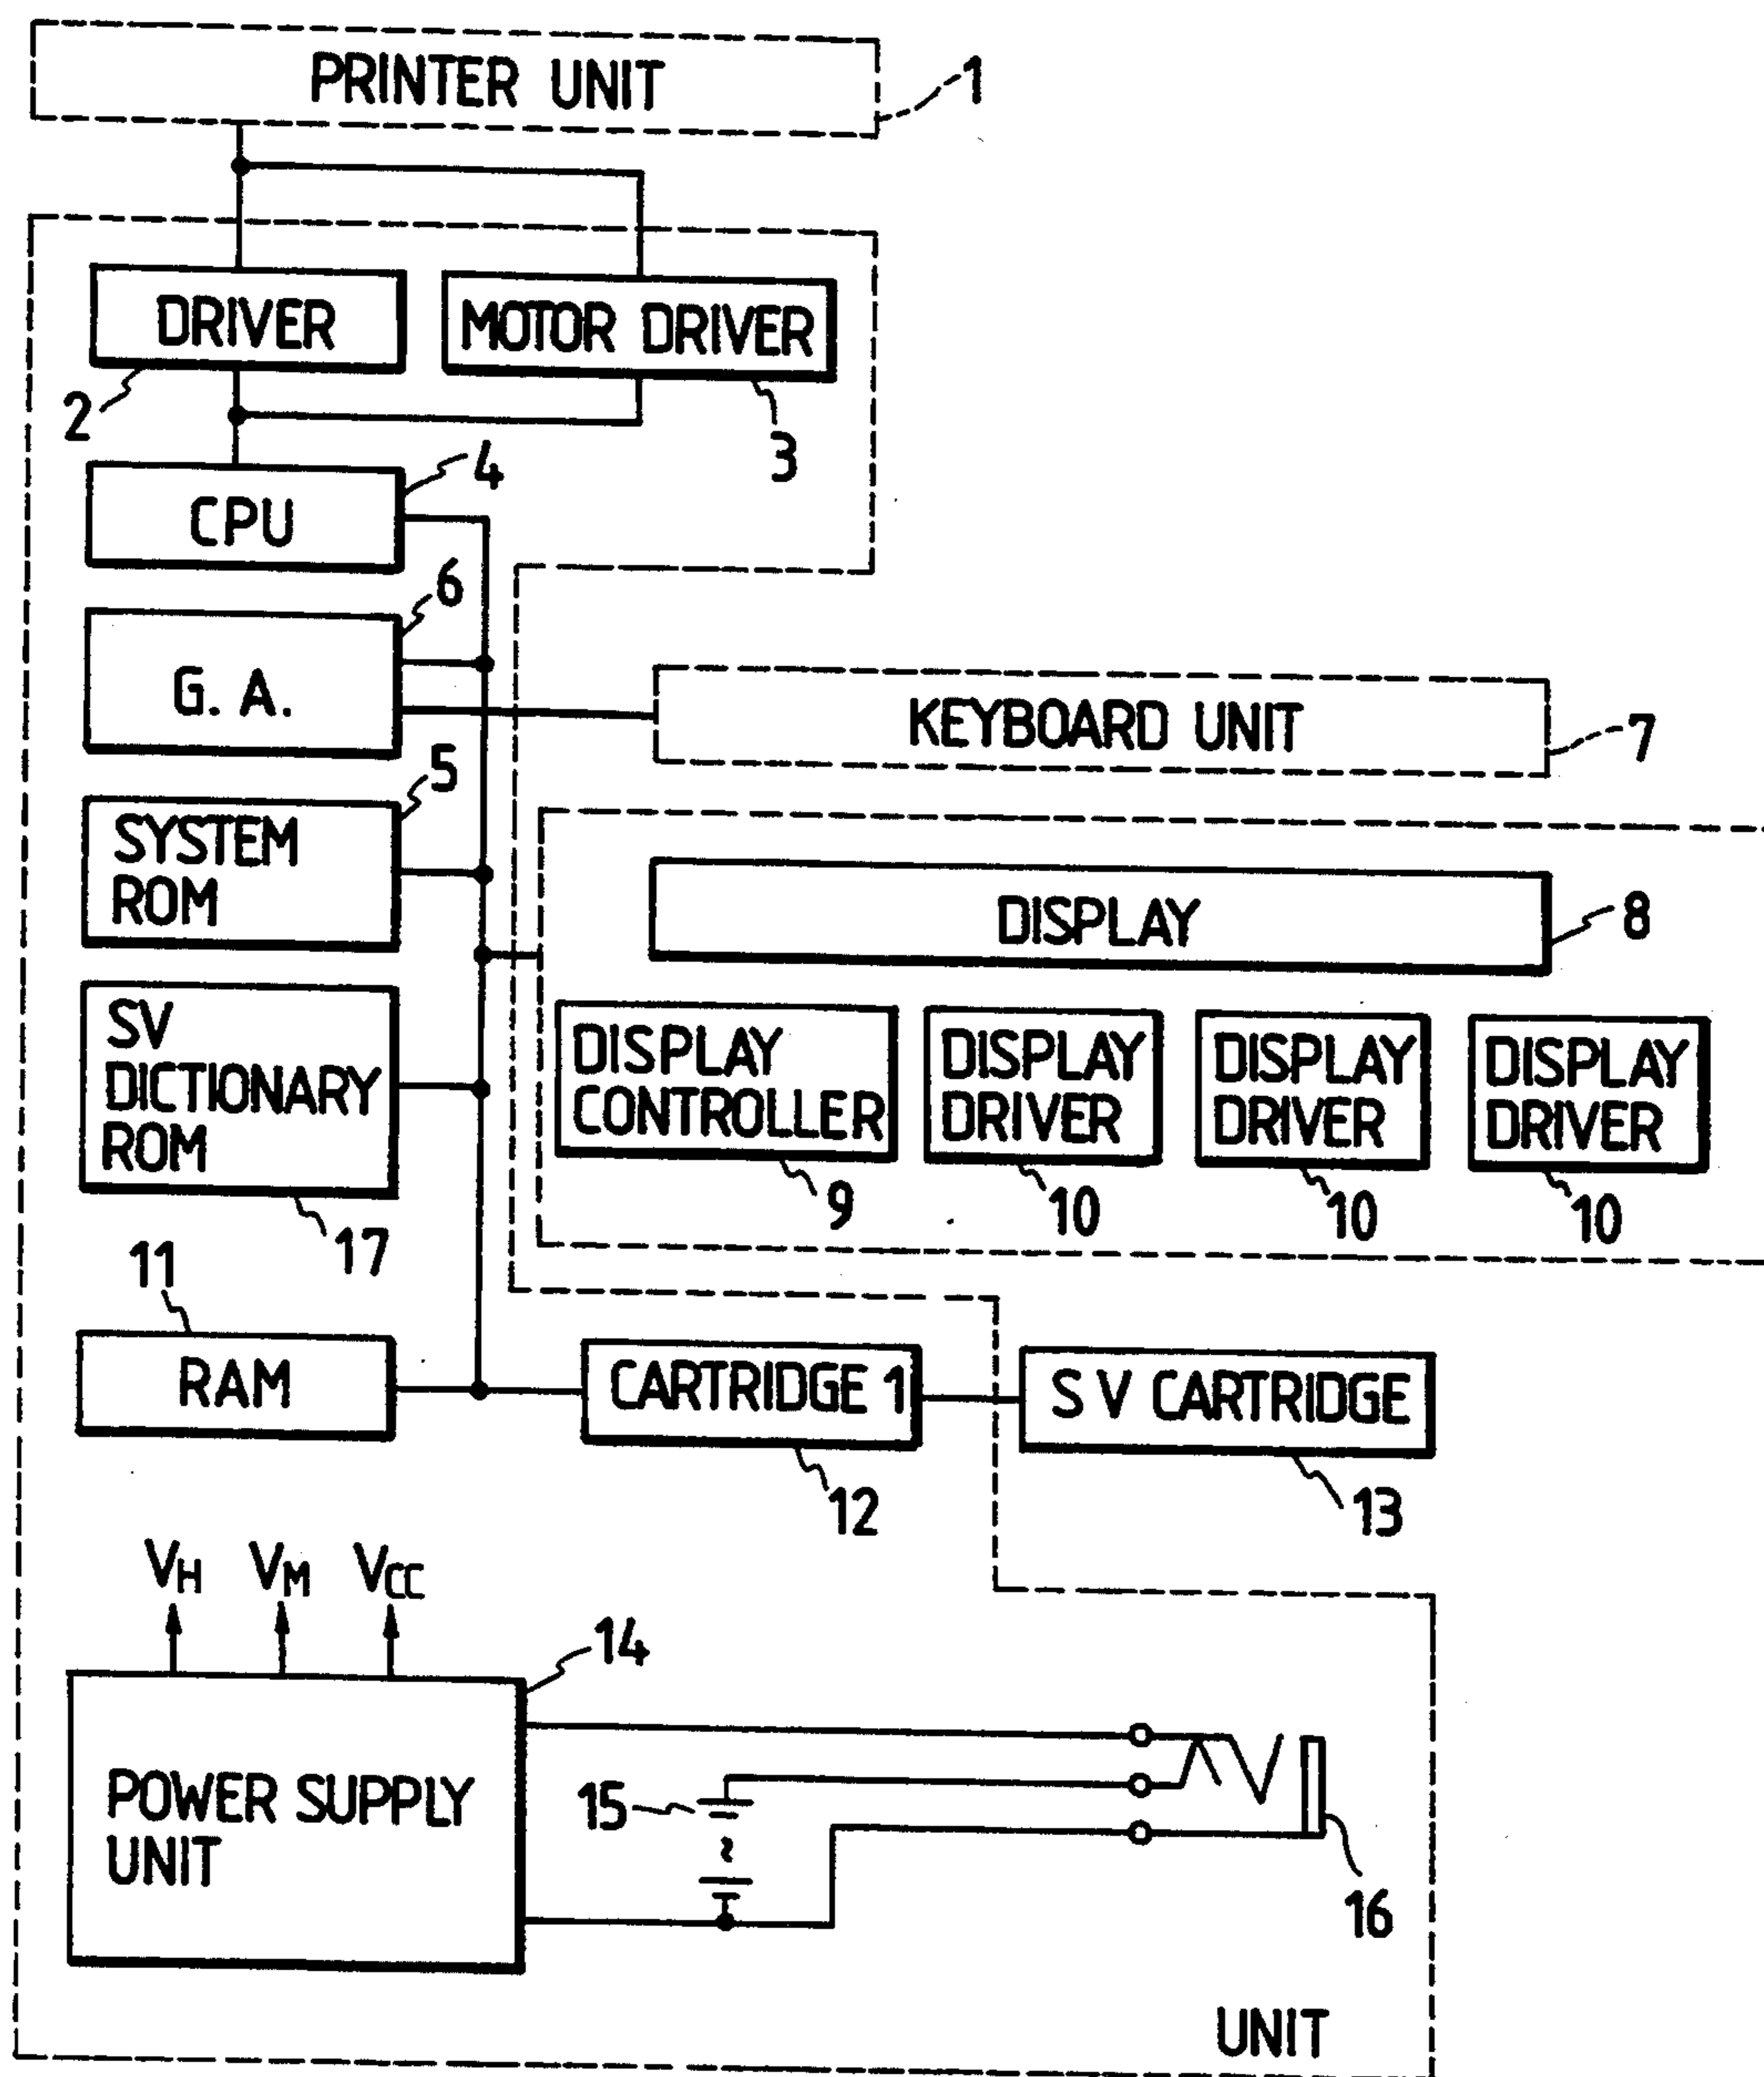 PRINTER UNIT
1
DRIVER
MOTOR DRIVER
2
3
4
CPU
6
G. A.
KEYBOARD UNIT
7
5
SYSTEM
ROM
DISPLAY
8
SV
DICTIONARY
ROM
DISPLAY
CONTROLLER
DISPLAY
DRIVER
DISPLAY
DRIVER
DISPLAY
DRIVER
9
10
10
10
17
11
RAM
CARTRIDGE 1
SV CARTRIDGE
12
13
VH
VM
VCC
14
POWER SUPPLY
UNIT
15
16
UNIT